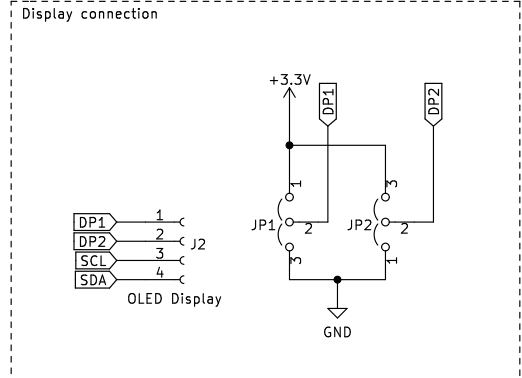 Display connection
+3.3V
DP1
DP2
1
3
JP1
2
JP2
2
3
1
GND
DP1
1
DP2
2
J2
SCL
3
SDA
4
OLED Display